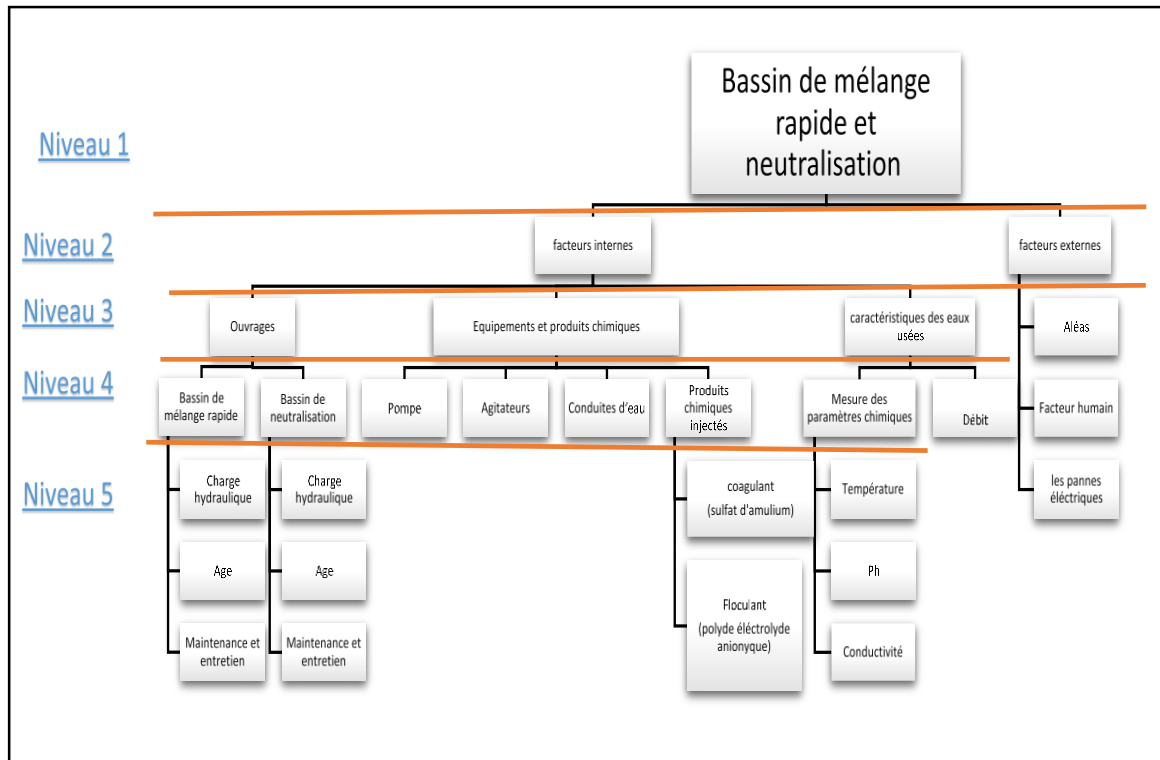 Bassin de mélange
rapide et
neutralisation
Niveau 1
Niveau 2
facteurs internes
facteurs externes
Niveau 3
Ouvrages
Equipements et produits chimiques
caractéristiques des eaux
usées
Aléas
Niveau 4
Bassin de
mélange rapide
Bassin de
neutralisation
Pompe
Agitateurs
Conduites d'eau
Produits
chimiques
injectés
Mesure des
paramètres chimiques
Débit
Facteur humain
Niveau 5
Charge
hydraulique
Charge
hydraulique
coagulant
(sulfat d'amulium)
Température
les pannes
éléctriques
Age
Age
Floculant
(polyde éléctrolyde
anionyque)
Ph
Maintenance et
entretien
Maintenance et
entretien
Conductivité